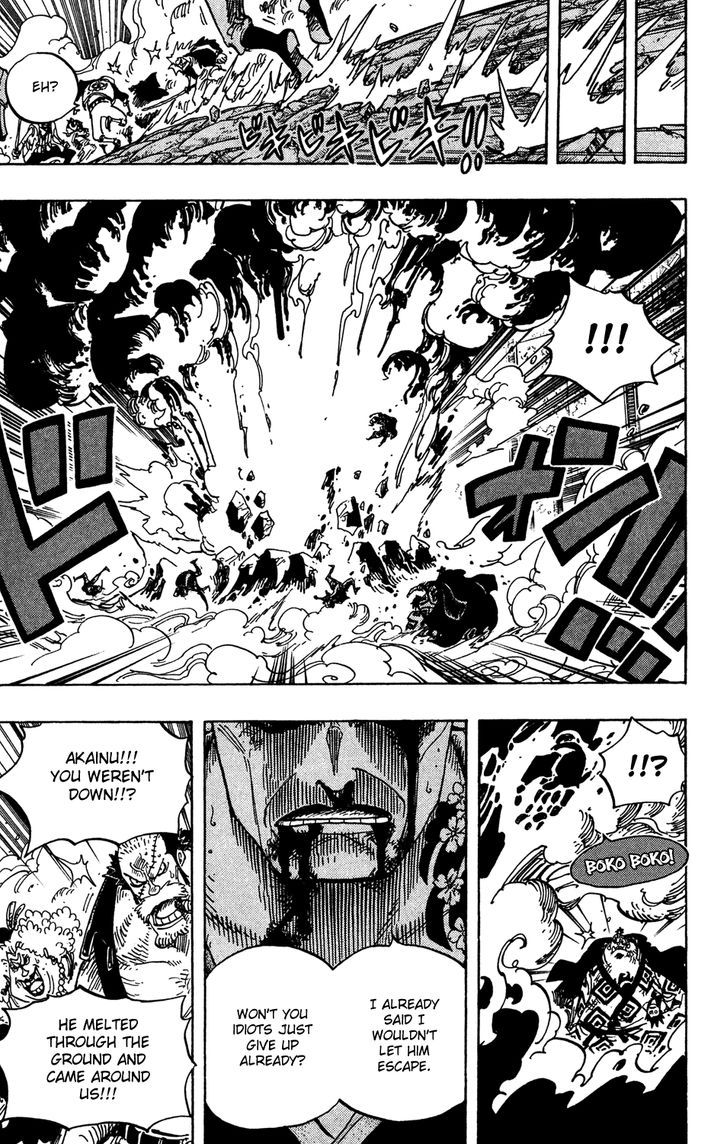 EH?
ビキビキビキ!!
!!!
ドオン!!
!!?
BOKO BOKO!
I ALREADY
SAID I
WOULDN'T
LET HIM
ESCAPE.
WON'T YOU
IDIOTS JUST
GIVE UP
ALREADY?
AKAINU!!!
YOU WEREN'T
DOWN!!?
HE MELTED
THROUGH THE
GROUND AND
CAME AROUND
US!!!